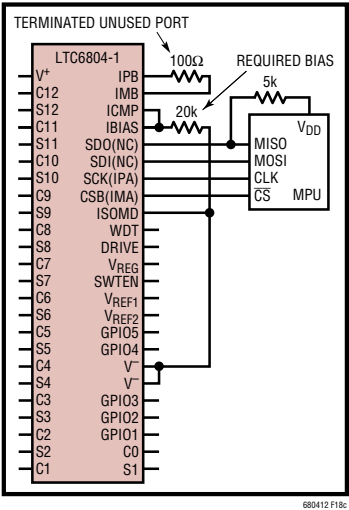 TERMINATED UNUSED PORT
100Ω
REQUIRED BIAS
LTC6804-1
5k
20k
V+ IPB
C12 IMB
S12 ICMP
C11 IBIAS
S11 SDO(NC)
C10 SDI(NC)
S10 SCK(IPA)
C9 CSB(IMA)
S9 ISOMD
C8 WDT
S8 DRIVE
C7 VREG
S7 SWTEN
C6 VREF1
S6 VREF2
C5 GPIO5
S5 GPIO4
C4 V–
S4 V–
C3 GPIO3
S3 GPIO2
C2 GPIO1
S2 C0
C1 S1
VDD
MISO
MOSI
CLK
CS MPU
680412 F18c